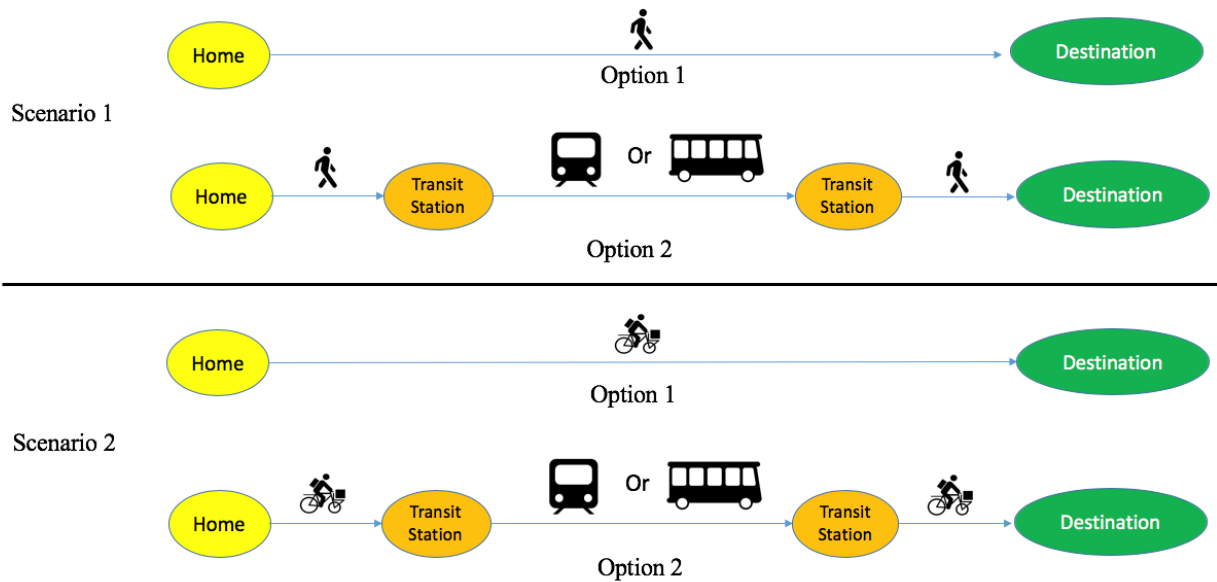 Home
Destination
Option 1
Scenario 1
Or
Home
Transit
Station
Transit
Station
Destination
Option 2
Home
Destination
Option 1
Scenario 2
Or
Home
Transit
Station
Transit
Station
Destination
Option 2